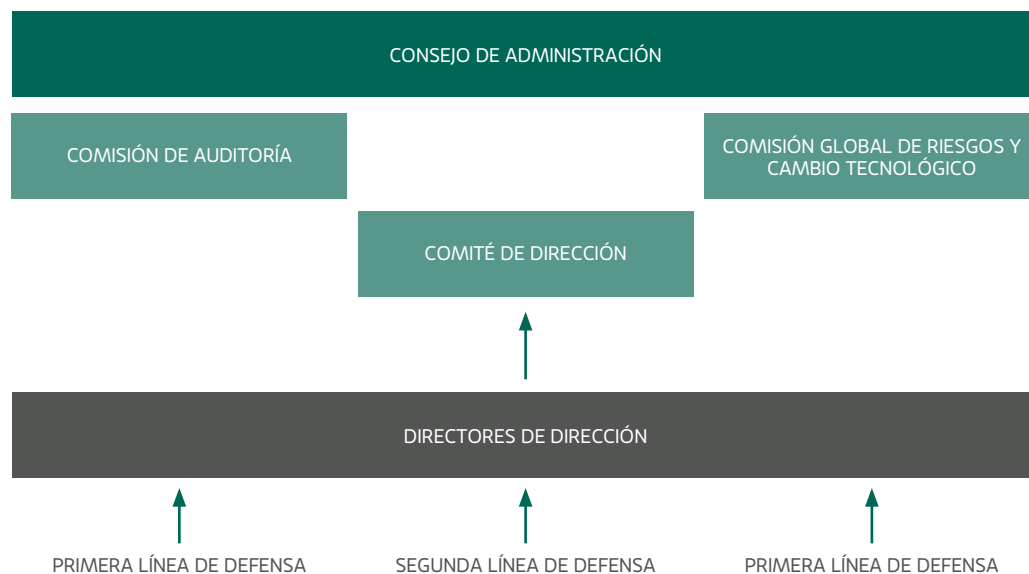 CONSEJO DE ADMINISTRACIÓN
COMISIÓN DE AUDITORÍA
COMISIÓN GLOBAL DE RIESGOS Y
CAMBIO TECNOLÓGICO
COMITÉ DE DIRECCIÓN
DIRECTORES DE DIRECCIÓN
PRIMERA LÍNEA DE DEFENSA
SEGUNDA LÍNEA DE DEFENSA
PRIMERA LÍNEA DE DEFENSA